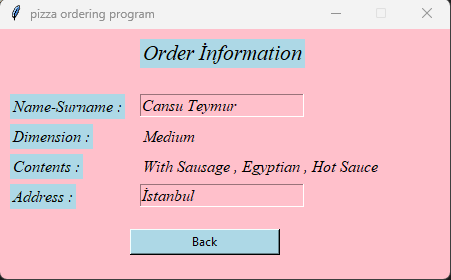 pizza ordering program
Order İnformation
Name-Surname : Cansu Teymur
Dimension : Medium
Contents : With Sausage , Egyptian , Hot Sauce
Address : İstanbul
Back